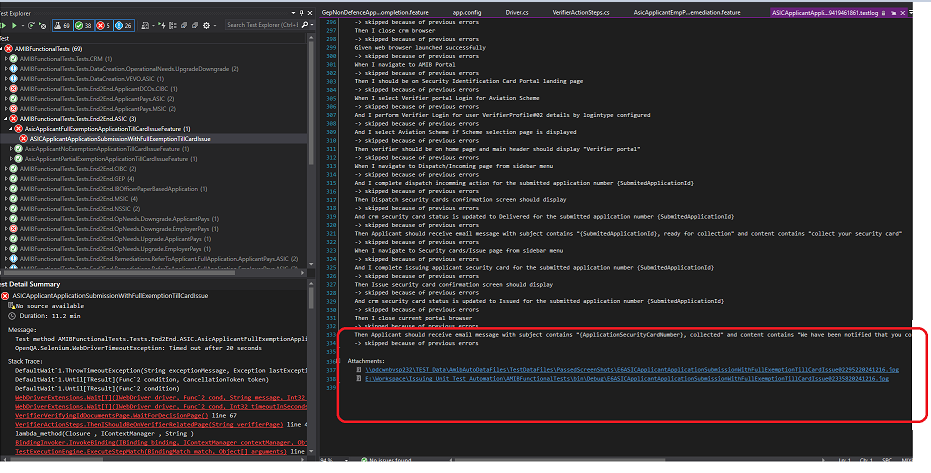 Test Explorer
69 38 5 26
Search Test Explorer (Ctrl+E)
Test
AMIBFunctionalTests (69)
AMIBFunctionalTests.Tests.CRM (1)
AMIBFunctionalTests.Tests.DataCreation.OperationalNeeds.UpgradeDowngrade (2)
AMIBFunctionalTests.Tests.DataCreation.VEVO.ASIC (1)
AMIBFunctionalTests.Tests.End2End.ApplicantDCOs.CIBC (1)
AMIBFunctionalTests.Tests.End2End.ApplicantPays.ASIC (2)
AMIBFunctionalTests.Tests.End2End.ApplicantPays.MSIC (2)
AMIBFunctionalTests.Tests.End2End.ASIC (3)
AsicApplicantFullExemptionApplicationTillCardIssueFeature (1)
ASICApplicantApplicationSubmissionWithFullExemptionTillCardIssue
AsicApplicantNoExemptionApplicationTillCardIssueFeature (1)
AsicApplicantPartialExemptionApplicationTillCardIssueFeature (1)
AMIBFunctionalTests.Tests.End2End.CIBC (2)
AMIBFunctionalTests.Tests.End2End.GEP (4)
AMIBFunctionalTests.Tests.End2End.IBOfficerPaperBasedApplication (1)
AMIBFunctionalTests.Tests.End2End.MSIC (4)
AMIBFunctionalTests.Tests.End2End.NSSIC (2)
AMIBFunctionalTests.Tests.End2End.OpNeeds.Downgrade.ApplicantPays (1)
AMIBFunctionalTests.Tests.End2End.OpNeeds.Downgrade.EmployerPays (1)
AMIBFunctionalTests.Tests.End2End.OpNeeds.Upgrade.ApplicantPays (1)
AMIBFunctionalTests.Tests.End2End.OpNeeds.Upgrade.EmployerPays (1)
AMIBFunctionalTests.Tests.End2End.Remediations.ReferToApplicant.FullApplication.ApplicantPays.ASIC (2)
Test Detail Summary
ASICApplicantApplicationSubmissionWithFullExemptionTillCardIssue
No source available
Duration: 11.2 min
Message:
Test method AMIBFunctionalTests.Tests.End2End.ASIC.AsicApplicantFullExemptionApplicat
OpenQA.Selenium.WebDriverTimeoutException: Timed out after 20 seconds
Stack Trace:
DefaultWait`1.ThrowTimeoutException(String exceptionMessage, Exception lastExceptio
DefaultWait`1.Until[TResult](Func`2 condition, CancellationToken token)
DefaultWait`1.Until[TResult](Func`2 condition)
WebDriverExtensions.Wait[T](IWebDriver driver, Func`2 cond, String message, Int32
WebDriverExtensions.Wait[T](IWebDriver driver, Func`2 cond, Int32 timeoutInSeconds
VerifierVerifyingIdDocumentsPage.WaitForDecisionPage() line 67
VerifierActionSteps.ThenIShouldBeOnVerifierRelatedPage(String verifierPage) line 4
lambda_method(Closure , IContextManager , String )
BindingInvoker.InvokeBinding(IBinding binding, IContextManager contextManager, Obj
TestExecutionEngine.ExecuteStepMatch(BindingMatch match, Object[] arguments) line
GepNonDefenceApp...ompletion.feature app.config Driver.cs VerifierActionSteps.cs AsicApplicantEmpP...emediation.feature ASICApplicantAppli...9419461861.testlog
296 -> skipped because of previous errors
297 Then I close crm browser
298 -> skipped because of previous errors
299 Given web browser launched successfully
300 -> skipped because of previous errors
301 When I navigate to AMIB Portal
302 -> skipped because of previous errors
303 Then I should be on Security Identification Card Portal landing page
304 -> skipped because of previous errors
305 When I select Verifier portal Login for Aviation Scheme
306 -> skipped because of previous errors
307 And I perform Verifier Login for user VerifierProfile#02 details by logintype configured
308 -> skipped because of previous errors
309 And I select Aviation Scheme if Scheme selection page is displayed
310 -> skipped because of previous errors
311 Then verifier should be on home page and main header should display "Verifier portal"
312 -> skipped because of previous errors
313 When I navigate to Dispatch/Incoming page from sidebar menu
314 -> skipped because of previous errors
315 And I complete dispatch incomming action for the submitted application number {SubmitedApplicationId}
316 -> skipped because of previous errors
317 Then Dispatch security cards confirmation screen should display
318 -> skipped because of previous errors
319 And crm security card status is updated to Delivered for the submitted application number {SubmitedApplicationId}
320 -> skipped because of previous errors
321 Then Applicant should receive email message with subject contains "{SubmitedApplicationId}, ready for collection" and content contains "collect your security card"
322 -> skipped because of previous errors
323 When I navigate to Security cards/Issue page from sidebar menu
324 -> skipped because of previous errors
325 And I complete issuing applicant security card for the submitted application number {SubmitedApplicationId}
326 -> skipped because of previous errors
327 Then Issue security card confirmation screen should display
328 -> skipped because of previous errors
329 And crm security card status is updated to Issued for the submitted application number {SubmitedApplicationId}
330 -> skipped because of previous errors
331 Then I close current portal browser
332 -> skipped because of previous errors
333 Then Applicant should receive email message with subject contains "{ApplicationSecurityCardNumber}, collected" and content contains "We have been notified that you co
334 -> skipped because of previous errors
335
336 Attachments:
337
338
339
94 % No issues found Ln: 1 Ch: 1 SPC